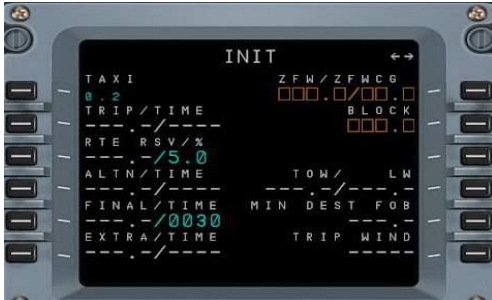 INIT ←→
TAXI ZFW/ZFWCG
0.2 □□□.□/□□.□
TRIP/TIME BLOCK
---.-/---- □□□.□
RTE RSV/%
---.-/5.0
ALTN/TIME TOW/ LW
---.-/---- ---.-/---.-
FINAL/TIME MIN DEST FOB
---.-/0030 ---.-
EXTRA/TIME TRIP WIND
---.-/---- -----